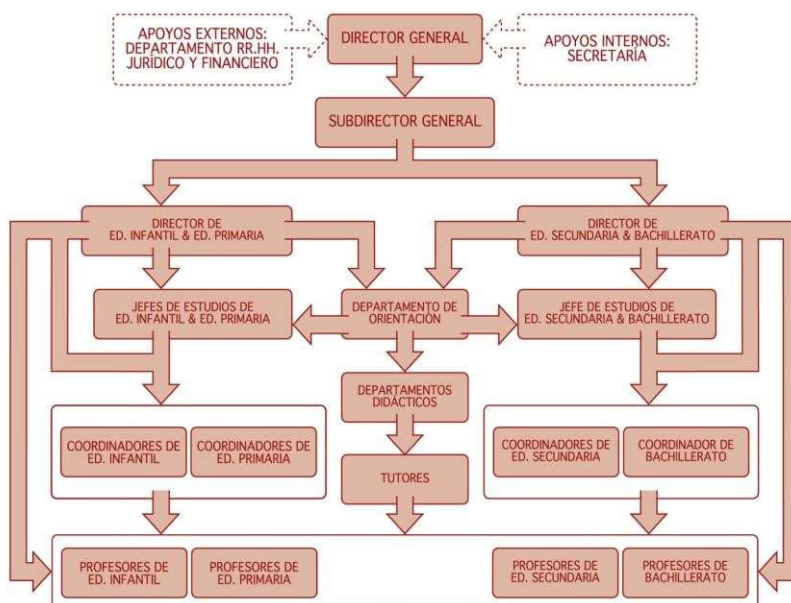 APOYOS EXTERNOS:
DEPARTAMENTO RR.HH.
JURÍDICO Y FINANCIERO
DIRECTOR GENERAL
APOYOS INTERNOS:
SECRETARÍA
SUBDIRECTOR GENERAL
DIRECTOR DE
ED. INFANTIL & ED. PRIMARIA
DIRECTOR DE
ED. SECUNDARIA & BACHILLERATO
JEFES DE ESTUDIOS DE
ED. INFANTIL & ED. PRIMARIA
DEPARTAMENTO DE
ORIENTACIÓN
JEFE DE ESTUDIOS DE
ED. SECUNDARIA & BACHILLERATO
DEPARTAMENTOS
DIDÁCTICOS
COORDINADORES DE
ED. INFANTIL
COORDINADORES DE
ED. PRIMARIA
TUTORES
COORDINADORES DE
ED. SECUNDARIA
COORDINADOR DE
BACHILLERATO
PROFESORES DE
ED. INFANTIL
PROFESORES DE
ED. PRIMARIA
PROFESORES DE
ED. SECUNDARIA
PROFESORES DE
BACHILLERATO